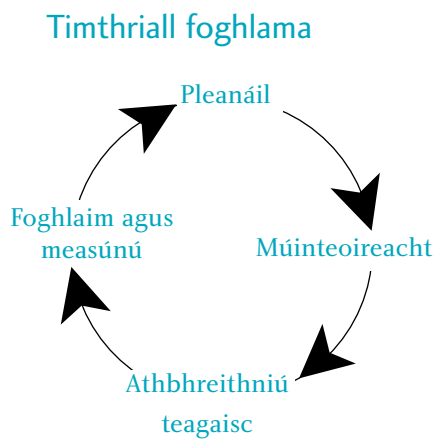 Timthriall foghlama
Pleanáil
Múinteoireacht
Athbhreithniú
teagaisc
Foghlaim agus
measúnú